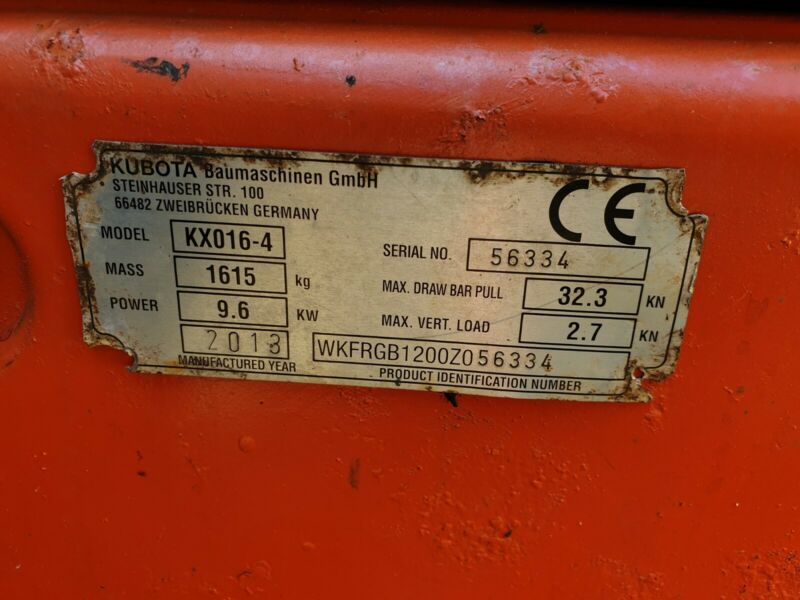 KUBOTA Baumaschinen GmbH
STEINHAUSER STR. 100
66482 ZWEIBRÜCKEN GERMANY
CE
MODEL KX016-4
MASS 1615 kg
POWER 9.6 KW
2013
MANUFACTURED YEAR
SERIAL NO. 56334
MAX. DRAW BAR PULL 32.3 KN
MAX. VERT. LOAD 2.7 KN
WKFRGB1200Z056334
PRODUCT IDENTIFICATION NUMBER